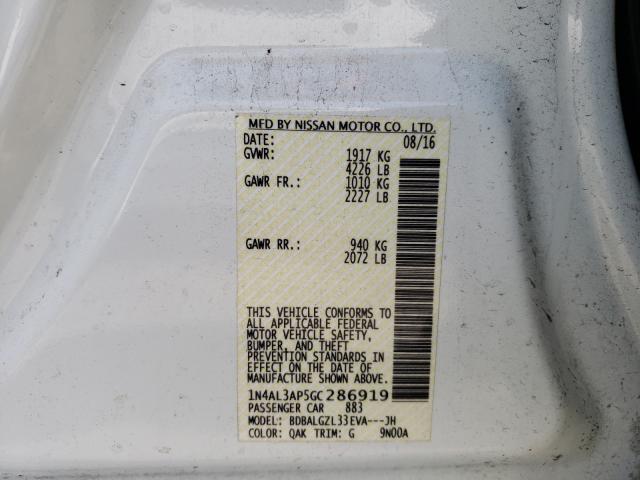 MFD BY NISSAN MOTOR CO., LTD.
DATE: 08/16
GVWR: 1917 KG
4226 LB
GAWR FR.: 1010 KG
2227 LB
GAWR RR.: 940 KG
2072 LB
THIS VEHICLE CONFORMS TO
ALL APPLICABLE FEDERAL
MOTOR VEHICLE SAFETY,
BUMPER, AND THEFT
PREVENTION STANDARDS IN
EFFECT ON THE DATE OF
MANUFACTURE SHOWN ABOVE.
1N4AL3AP5GC286919
PASSENGER CAR 883
MODEL: BDBALGZL33EVA---JH
COLOR: QAK TRIM: G 9N00A